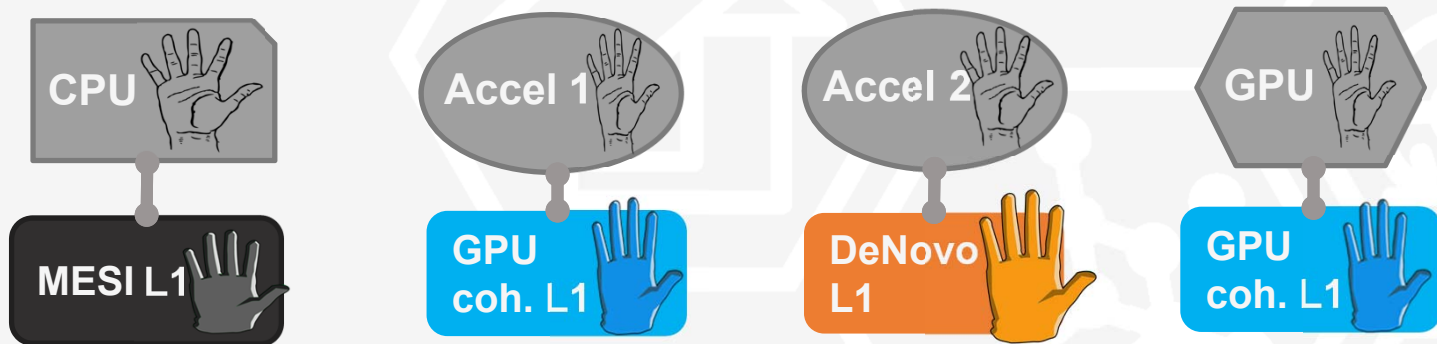 CPU
Accel 1
Accel 2
GPU
MESI L1
GPU
coh. L1
DeNovo
L1
GPU
coh. L1